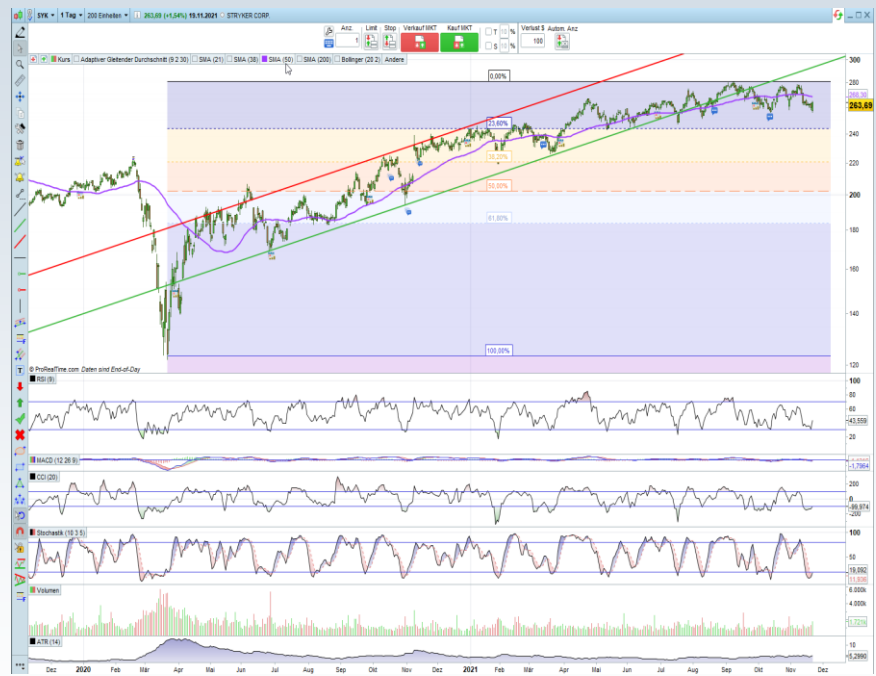 SYK 1 Tag 200 Einheiten 263,69 (+1,54%) 19.11.2021 STRYKER CORP.
Anz. Limit Stop Verkauf MKT Kauf MKT T 10 % Verlust $ Autom. Anz
1 S 10 % 100
Kurs Adaptiver Gleitender Durchschnitt (9 2 30) SMA (21) SMA (38) SMA (50) SMA (200) Bollinger (20 2) Andere
300
0,00%
280
268,30
263,69
23,60%
240
38,20%
220
50,00%
200
61,80%
180
160
140
100,00%
120
© ProRealTime.com Daten sind End-of-Day
RSI (9)
100
80
60
43,559
20
MACD (12 26 9)
-1,7964
CCI (20)
200
0
-99,974
-200
Stochastik (10 3 5)
100
50
19,092
Volumen
6.000k
4.000k
ATR (14)
10
5,2990
Dez 2020 Feb Mär Apr Mai Jun Jul Aug Sep Okt Nov Dez 2021 Feb Mär Apr Mai Jun Jul Aug Sep Okt Nov Dez